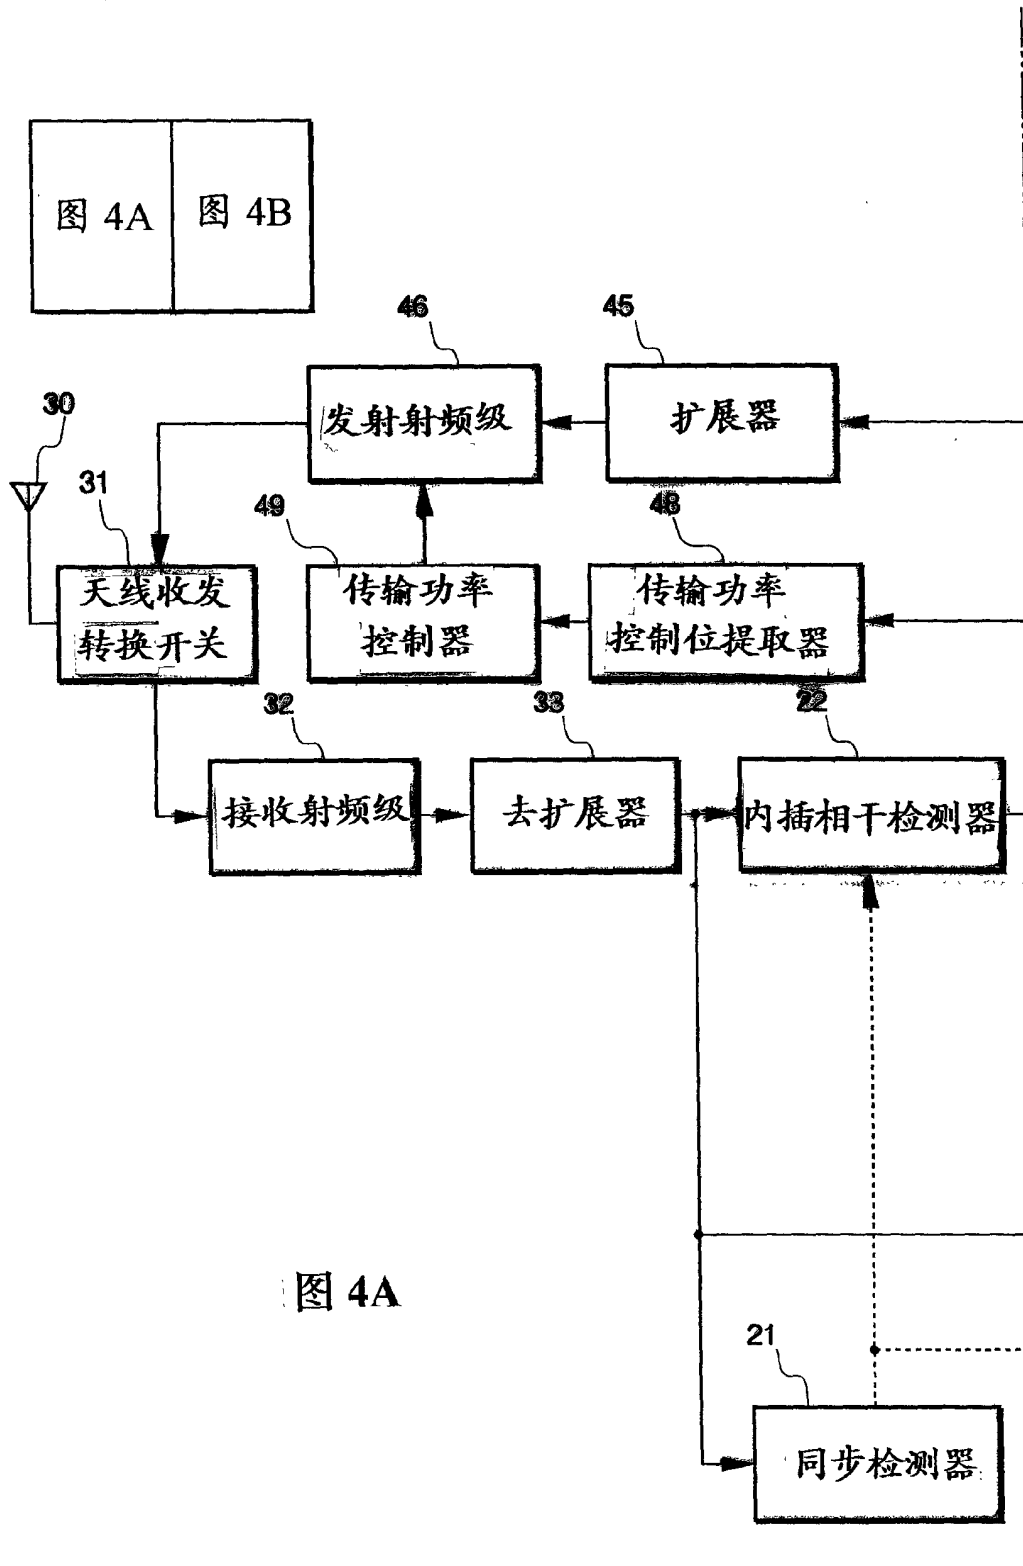 图 4A
图 4B
46
45
30
发射射频级
扩展器
31
49
48
天线收发
转换开关
传输功率
控制器
传输功率
控制位提取器
32
33
22
接收射频级
去扩展器
内插相干检测器
图 4A
21
同步检测器